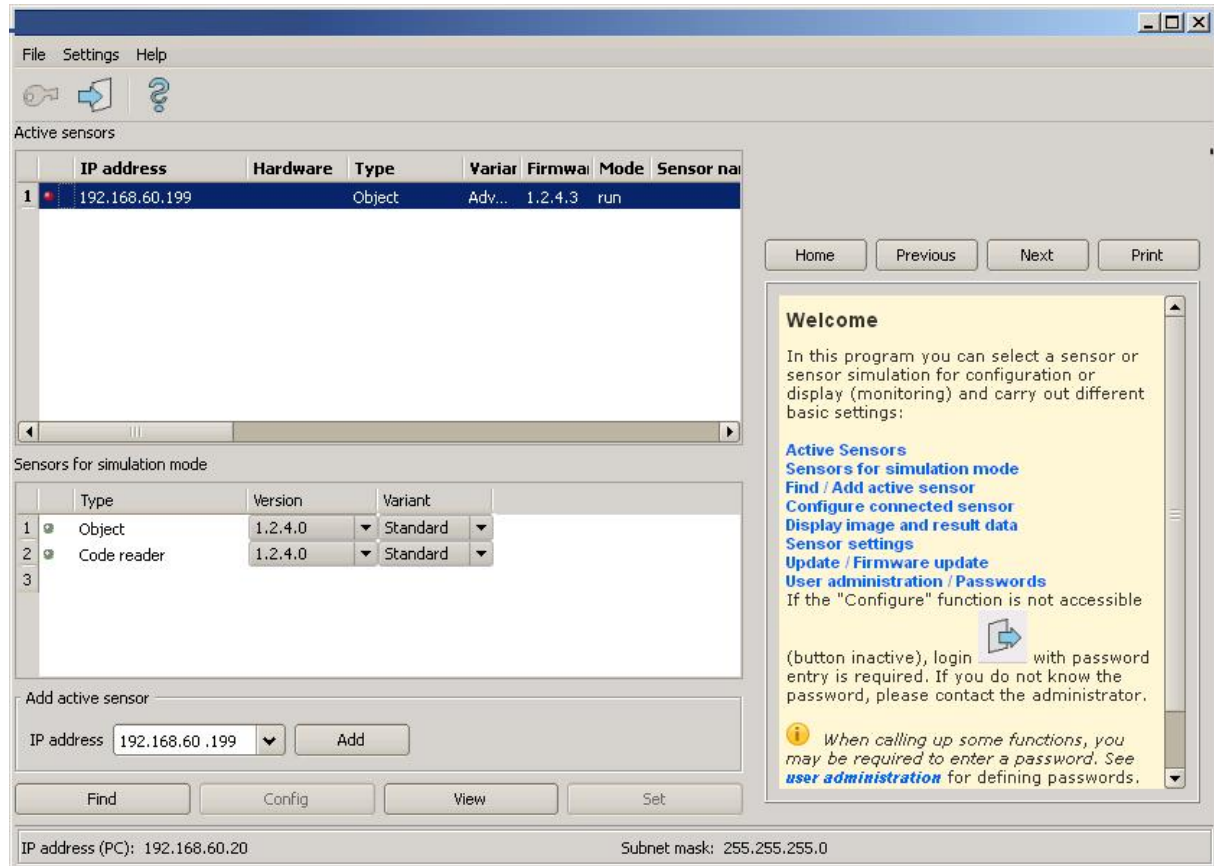 File Settings Help
Active sensors
IP address Hardware Type Variar Firmwar Mode Sensor nar
1 192.168.60.199 Object Adv... 1.2.4.3 run
Sensors for simulation mode
Type Version Variant
1 Object 1.2.4.0 Standard
2 Code reader 1.2.4.0 Standard
3
Add active sensor
IP address 192.168.60 .199 Add
Find Config View Set
Home Previous Next Print
Welcome
In this program you can select a sensor or
sensor simulation for configuration or
display (monitoring) and carry out different
basic settings:
Active Sensors
Sensors for simulation mode
Find / Add active sensor
Configure connected sensor
Display image and result data
Sensor settings
Update / Firmware update
User administration / Passwords
If the "Configure" function is not accessible
(button inactive), login with password
entry is required. If you do not know the
password, please contact the administrator.
When calling up some functions, you
may be required to enter a password. See
user administration for defining passwords.
IP address (PC): 192.168.60.20 Subnet mask: 255.255.255.0